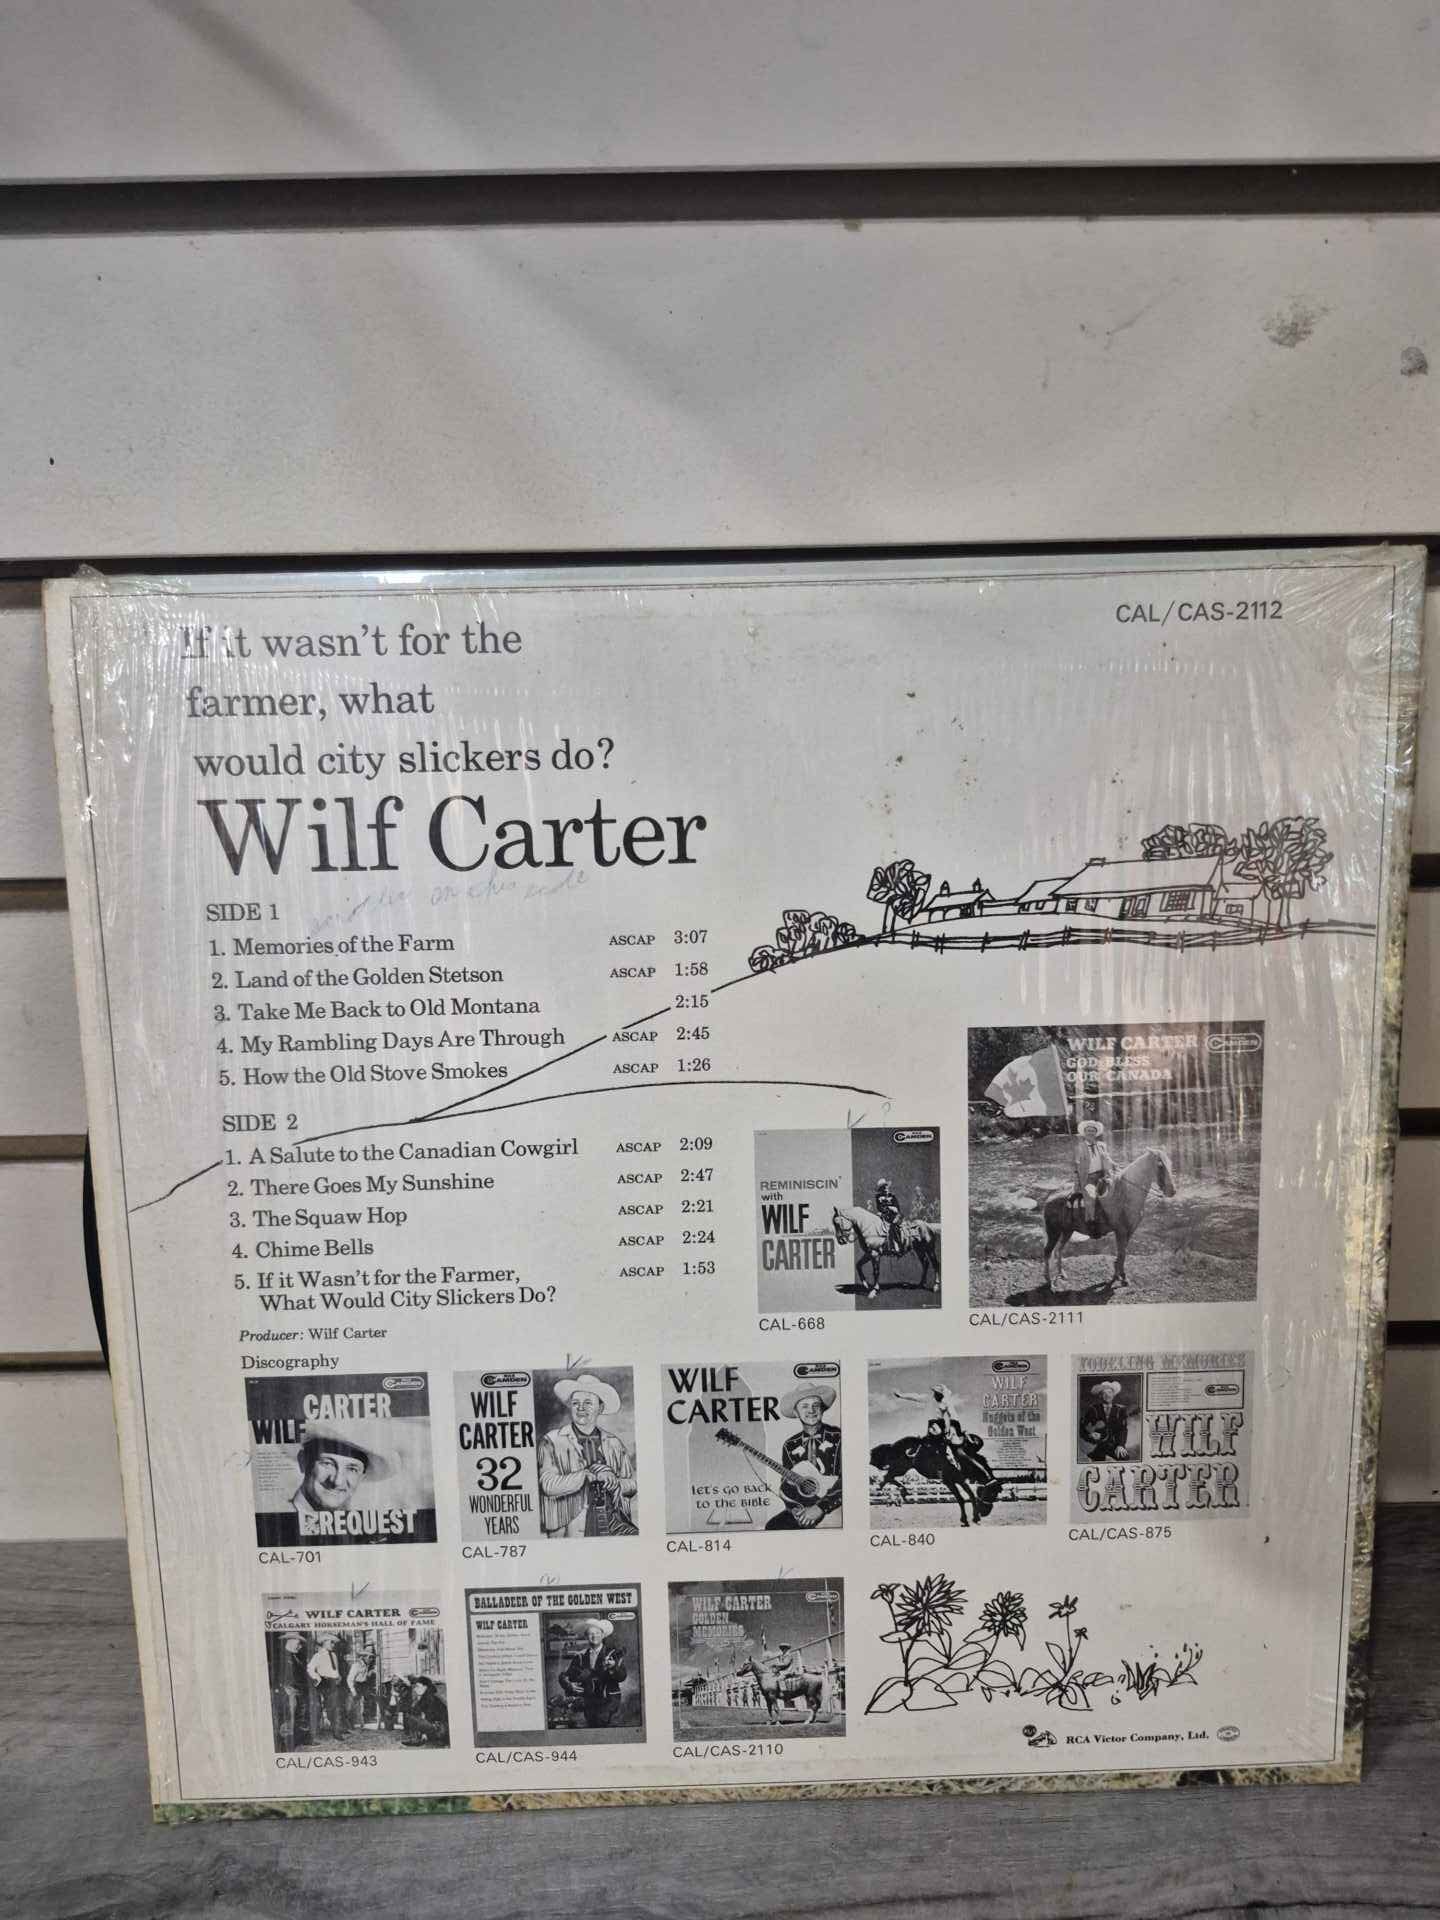 CAL/CAS-2112
If it wasn't for the
farmer, what
would city slickers do?
Wilf Carter
SIDE 1
1. Memories of the Farm ASCAP 3:07
2. Land of the Golden Stetson ASCAP 1:58
3. Take Me Back to Old Montana 2:15
4. My Rambling Days Are Through ASCAP 2:45
5. How the Old Stove Smokes ASCAP 1:26
SIDE 2
1. A Salute to the Canadian Cowgirl ASCAP 2:09
2. There Goes My Sunshine ASCAP 2:47
3. The Squaw Hop ASCAP 2:21
4. Chime Bells ASCAP 2:24
5. If it Wasn't for the Farmer, ASCAP 1:53
What Would City Slickers Do?
Producer: Wilf Carter
Discography
CAMDEN
REMINISCIN'
with
WILF
CARTER
CAL-668
WILF CARTER CAMDEN
GOD BLESS
OUR CANADA
CAL/CAS-2111
CAMDEN
CARTER
WILF
BY REQUEST
CAL-701
CAMDEN
WILF
CARTER
32
WONDERFUL
YEARS
CAL-787
CAMDEN
WILF
CARTER
LET'S GO BACK
TO THE BIBLE
CAL-814
CAMDEN
WILF
CARTER
Nuggets of the
Golden West
CAL-840
YODELING MEMORIES
CAMDEN
WILF
CARTER
CAL/CAS-875
WILF CARTER
CALGARY HORSEMAN'S HALL OF FAME
CAL/CAS-943
BALLADEER OF THE GOLDEN WEST
WILF CARTER
CAL/CAS-944
WILF CARTER
GOLDEN
MEMORIES
CAL/CAS-2110
RCA Victor Company, Ltd.